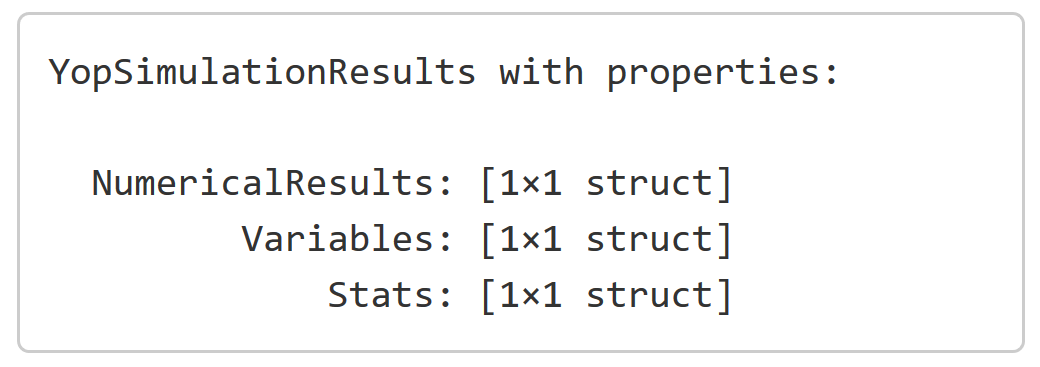 YopSimulationResults with properties:
NumericalResults: [1×1 struct]
Variables: [1×1 struct]
Stats: [1×1 struct]